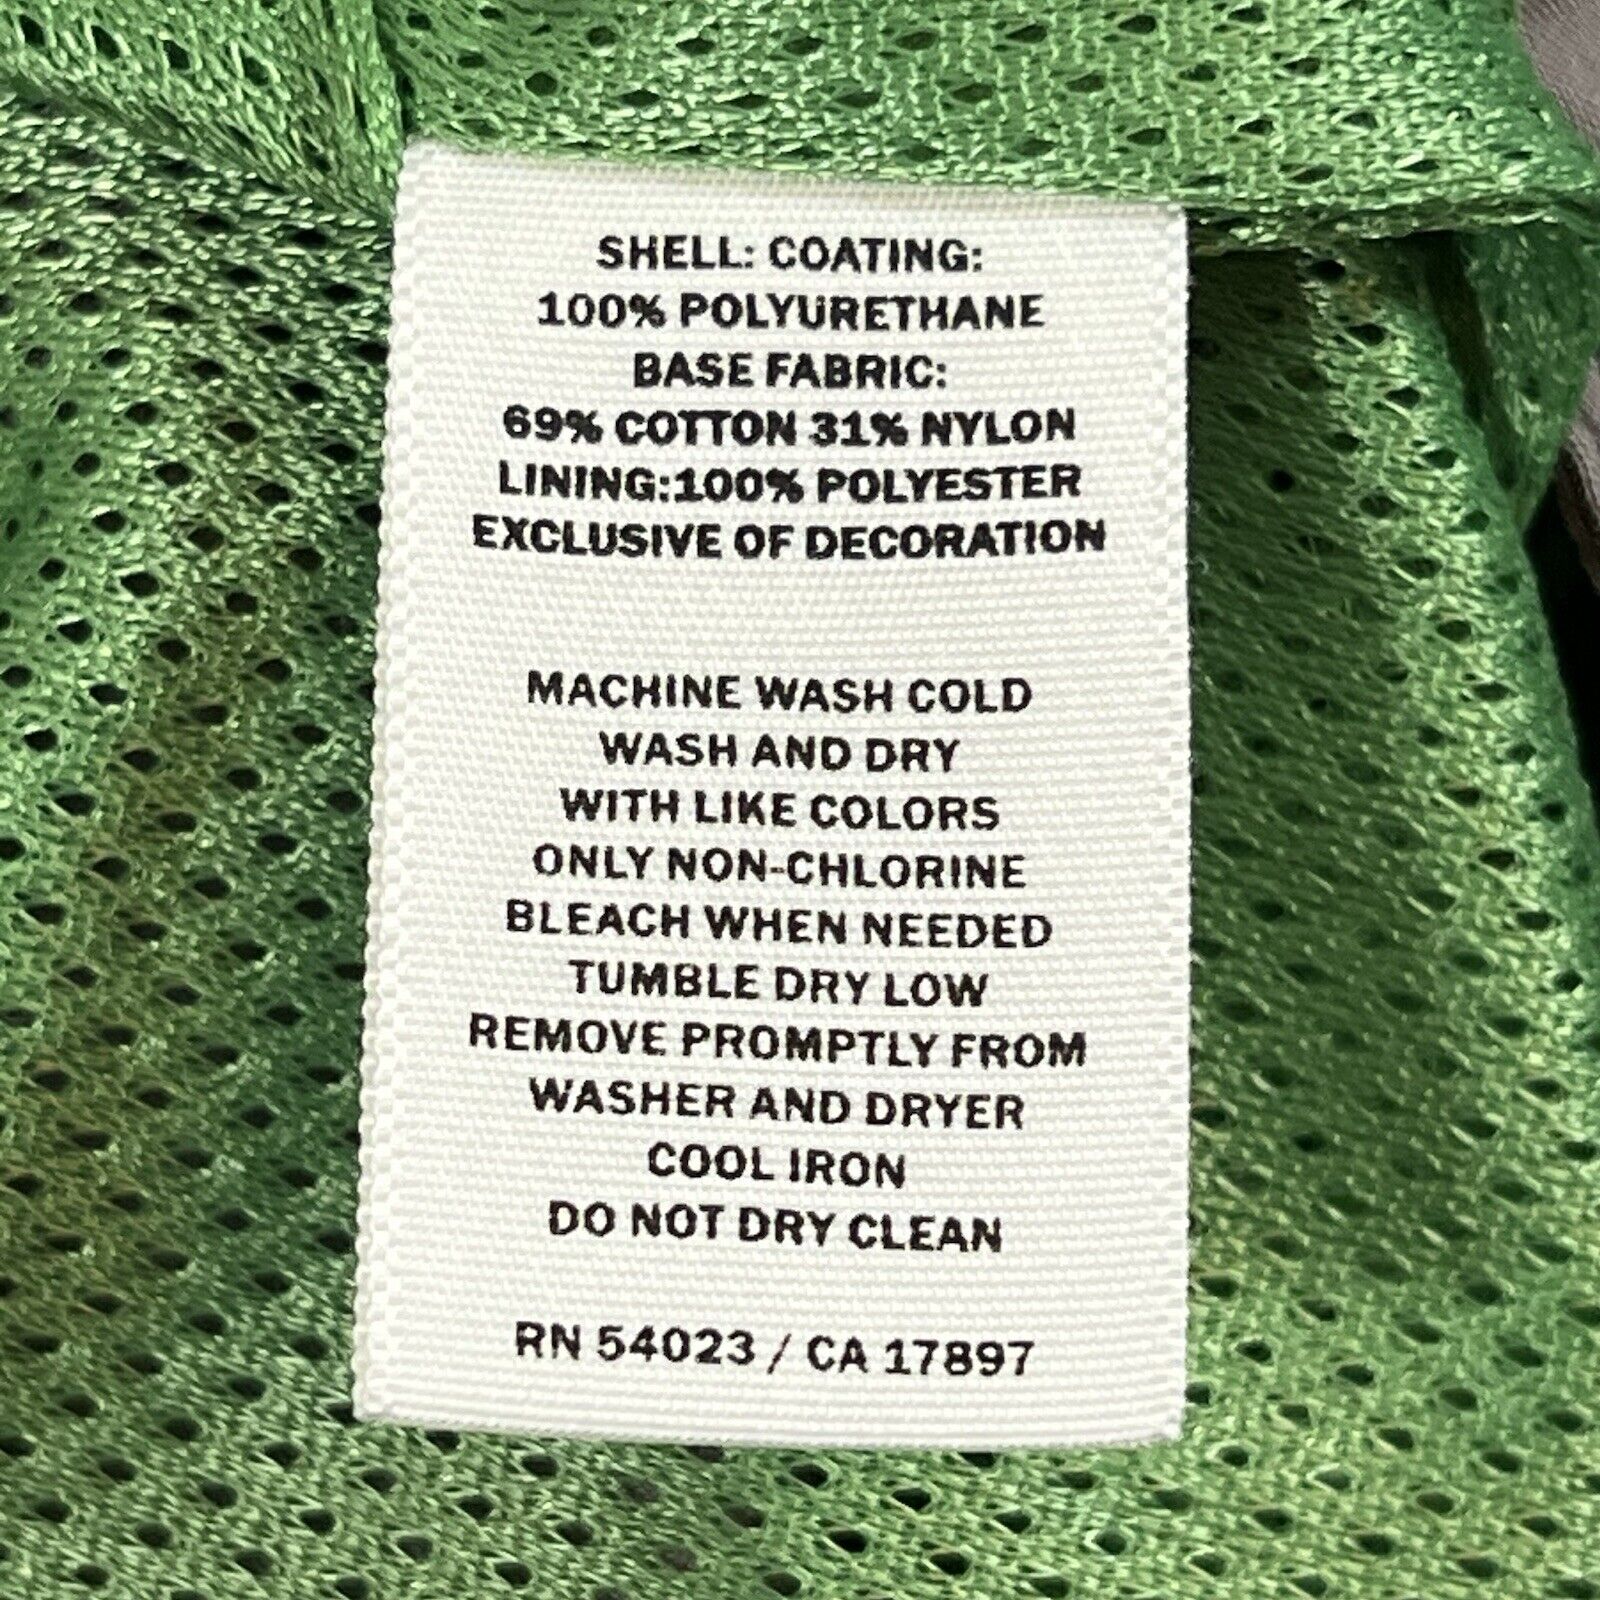 SHELL: COATING:
100% POLYURETHANE
BASE FABRIC:
69% COTTON 31% NYLON
LINING:100% POLYESTER
EXCLUSIVE OF DECORATION
MACHINE WASH COLD
WASH AND DRY
WITH LIKE COLORS
ONLY NON-CHLORINE
BLEACH WHEN NEEDED
TUMBLE DRY LOW
REMOVE PROMPTLY FROM
WASHER AND DRYER
COOL IRON
DO NOT DRY CLEAN
RN 54023 / CA 17897